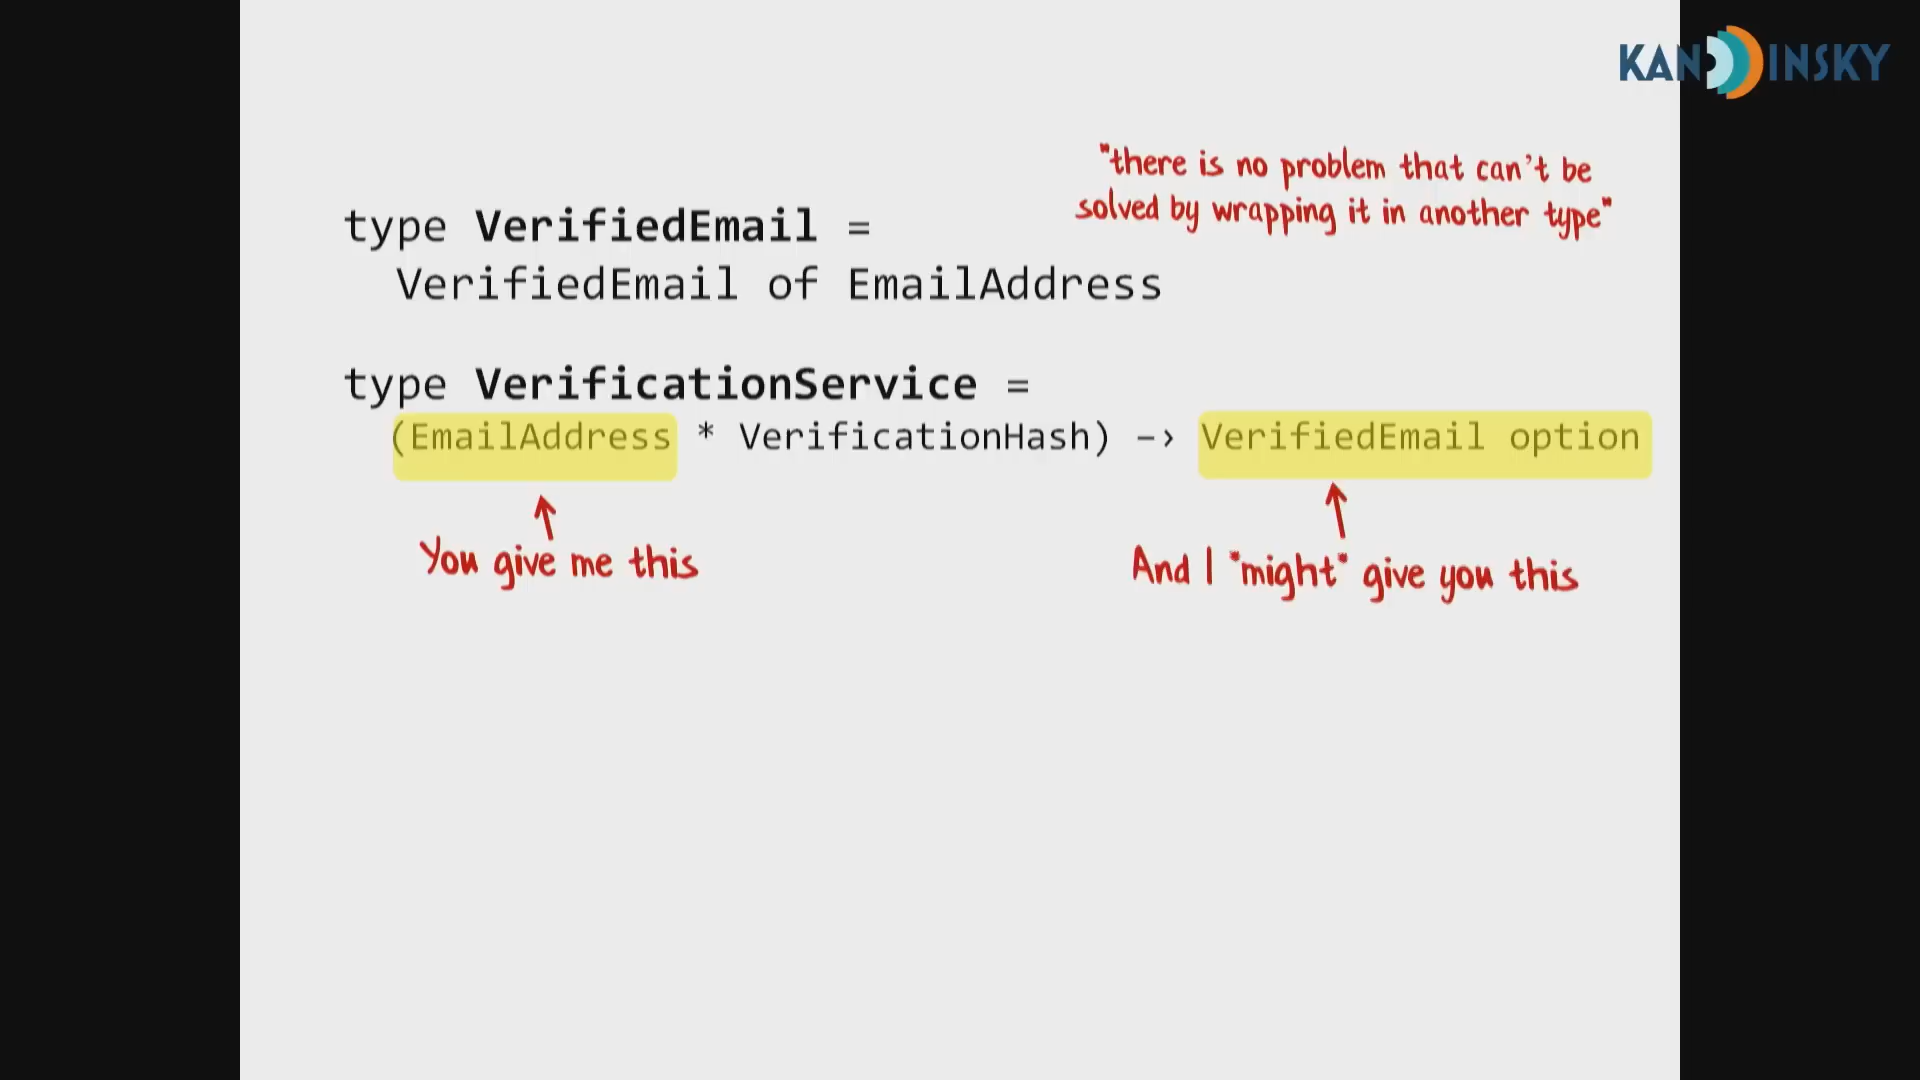 KANDINSKY
"there is no problem that can't be
solved by wrapping it in another type"
type VerifiedEmail =
VerifiedEmail of EmailAddress
type VerificationService =
(EmailAddress * VerificationHash) –> VerifiedEmail option
You give me this
And I "might" give you this